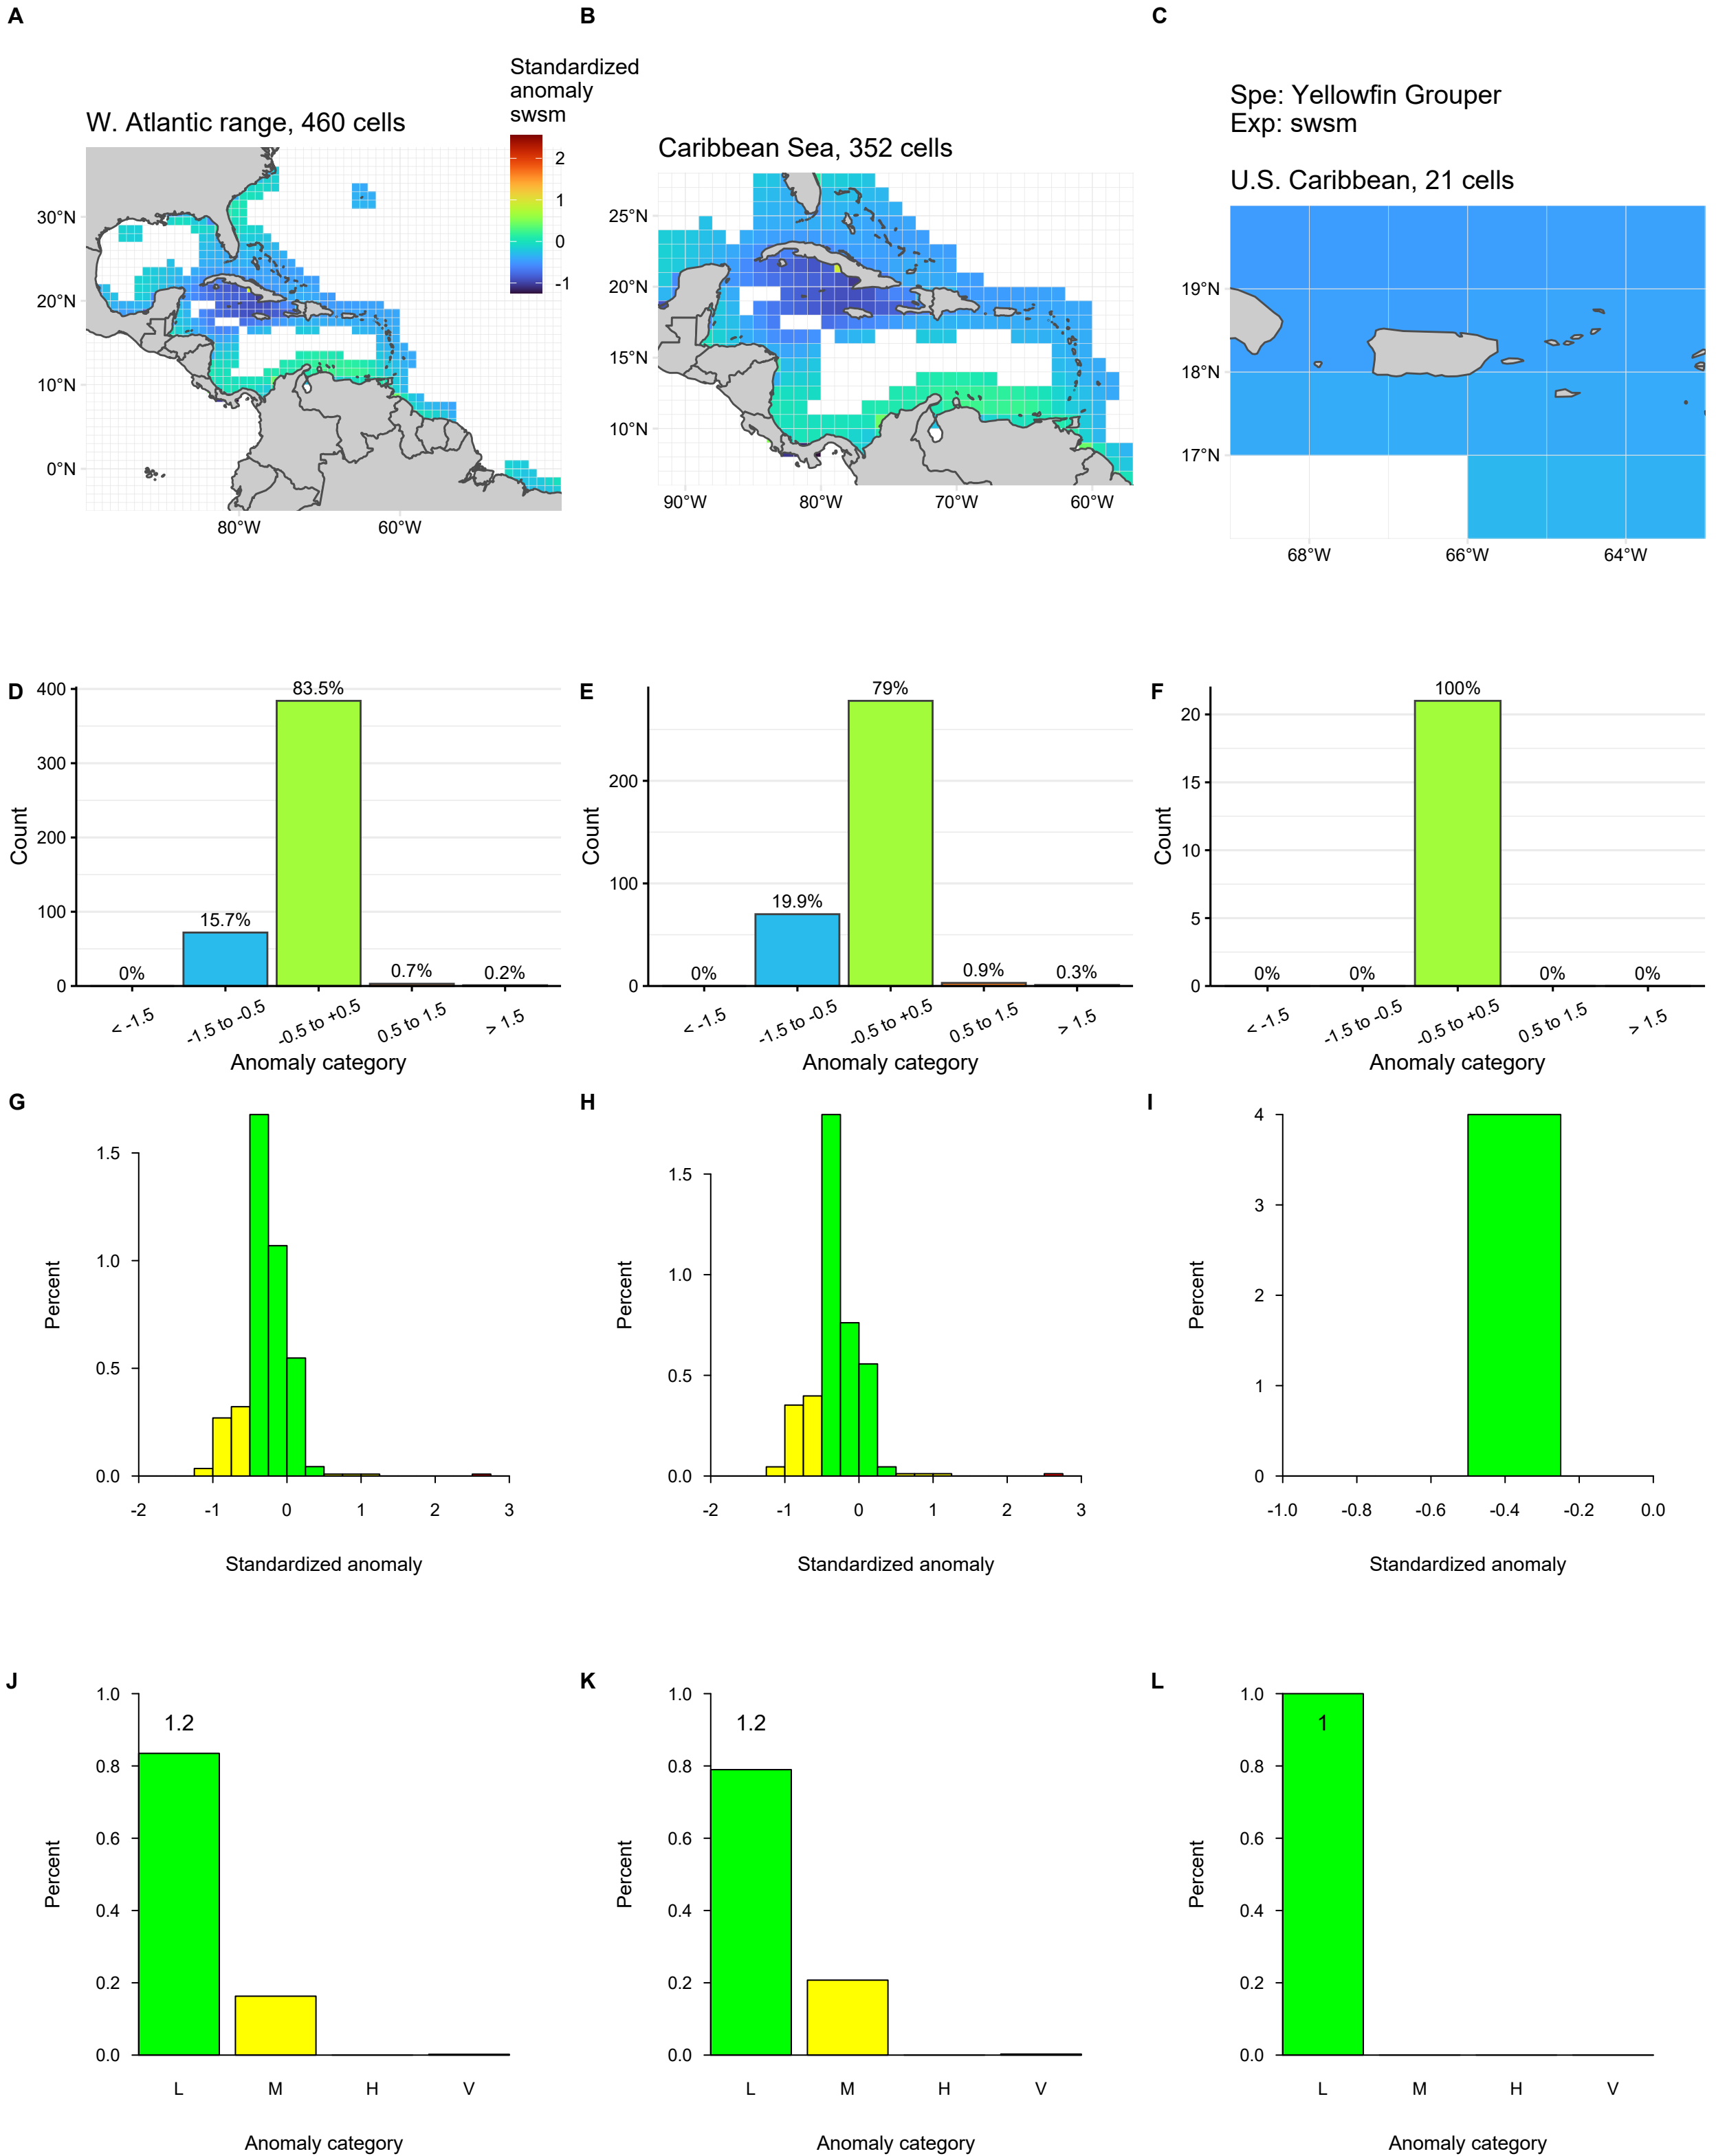 A
B
C
Standardized
anomaly
swsm
2
1
0
-1
W. Atlantic range, 460 cells
30°N
20°N
10°N
0°N
80°W
60°W
Caribbean Sea, 352 cells
25°N
20°N
15°N
10°N
90°W
80°W
70°W
60°W
Spe: Yellowfin Grouper
Exp: swsm
U.S. Caribbean, 21 cells
19°N
18°N
17°N
68°W
66°W
64°W
D
400
300
200
100
0
Count
0%
15.7%
83.5%
0.7%
0.2%
< -1.5
-1.5 to -0.5
-0.5 to +0.5
0.5 to 1.5
> 1.5
Anomaly category
E
200
100
0
Count
0%
19.9%
79%
0.9%
0.3%
< -1.5
-1.5 to -0.5
-0.5 to +0.5
0.5 to 1.5
> 1.5
Anomaly category
F
20
15
10
5
0
Count
0%
0%
100%
0%
0%
< -1.5
-1.5 to -0.5
-0.5 to +0.5
0.5 to 1.5
> 1.5
Anomaly category
G
1.5
1.0
0.5
0.0
Percent
-2
-1
0
1
2
3
Standardized anomaly
H
1.5
1.0
0.5
0.0
Percent
-2
-1
0
1
2
3
Standardized anomaly
I
4
3
2
1
0
Percent
-1.0
-0.8
-0.6
-0.4
-0.2
0.0
Standardized anomaly
J
1.0
0.8
0.6
0.4
0.2
0.0
Percent
1.2
L
M
H
V
Anomaly category
K
1.0
0.8
0.6
0.4
0.2
0.0
Percent
1.2
L
M
H
V
Anomaly category
L
1.0
0.8
0.6
0.4
0.2
0.0
Percent
1
L
M
H
V
Anomaly category